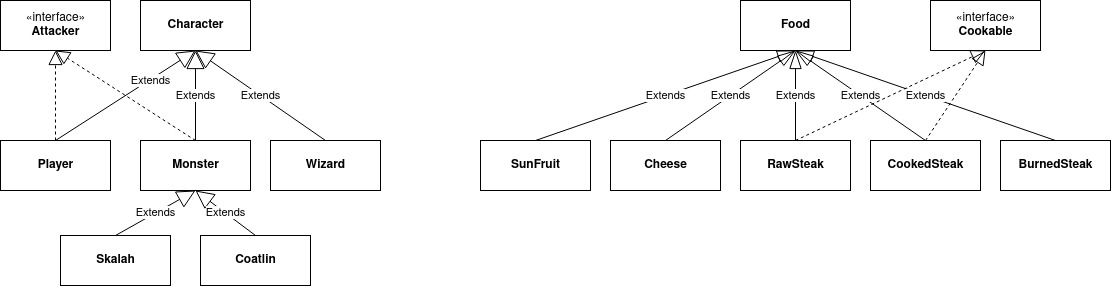 «interface»
Attacker
Character
Food
«interface»
Cookable
Extends
Extends
Extends
Extends
Extends
Extends
Extends
Extends
Player
Monster
Wizard
SunFruit
Cheese
RawSteak
CookedSteak
BurnedSteak
Extends
Extends
Skalah
Coatlin